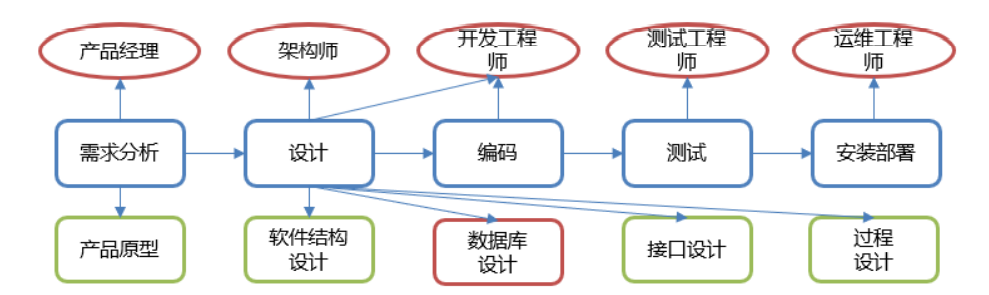 产品经理
架构师
开发工程
师
测试工程
师
运维工程
师
需求分析
设计
编码
测试
安装部署
产品原型
软件结构
设计
数据库
设计
接口设计
过程
设计